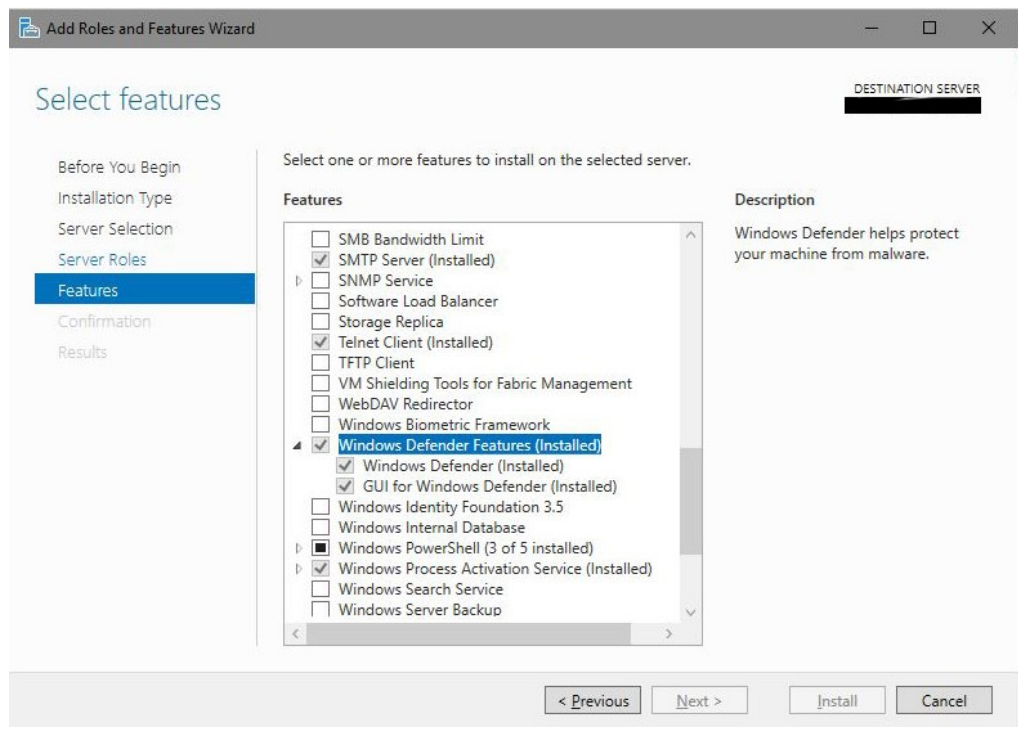 Add Roles and Features Wizard
Select features
DESTINATION SERVER
Before You Begin
Installation Type
Server Selection
Server Roles
Features
Confirmation
Results
Select one or more features to install on the selected server.
Features
SMB Bandwidth Limit
SMTP Server (Installed)
SNMP Service
Software Load Balancer
Storage Replica
Telnet Client (Installed)
TFTP Client
VM Shielding Tools for Fabric Management
WebDAV Redirector
Windows Biometric Framework
Windows Defender Features (Installed)
Windows Defender (Installed)
GUI for Windows Defender (Installed)
Windows Identity Foundation 3.5
Windows Internal Database
Windows PowerShell (3 of 5 installed)
Windows Process Activation Service (Installed)
Windows Search Service
Windows Server Backup
Description
Windows Defender helps protect
your machine from malware.
< Previous
Next >
Install
Cancel